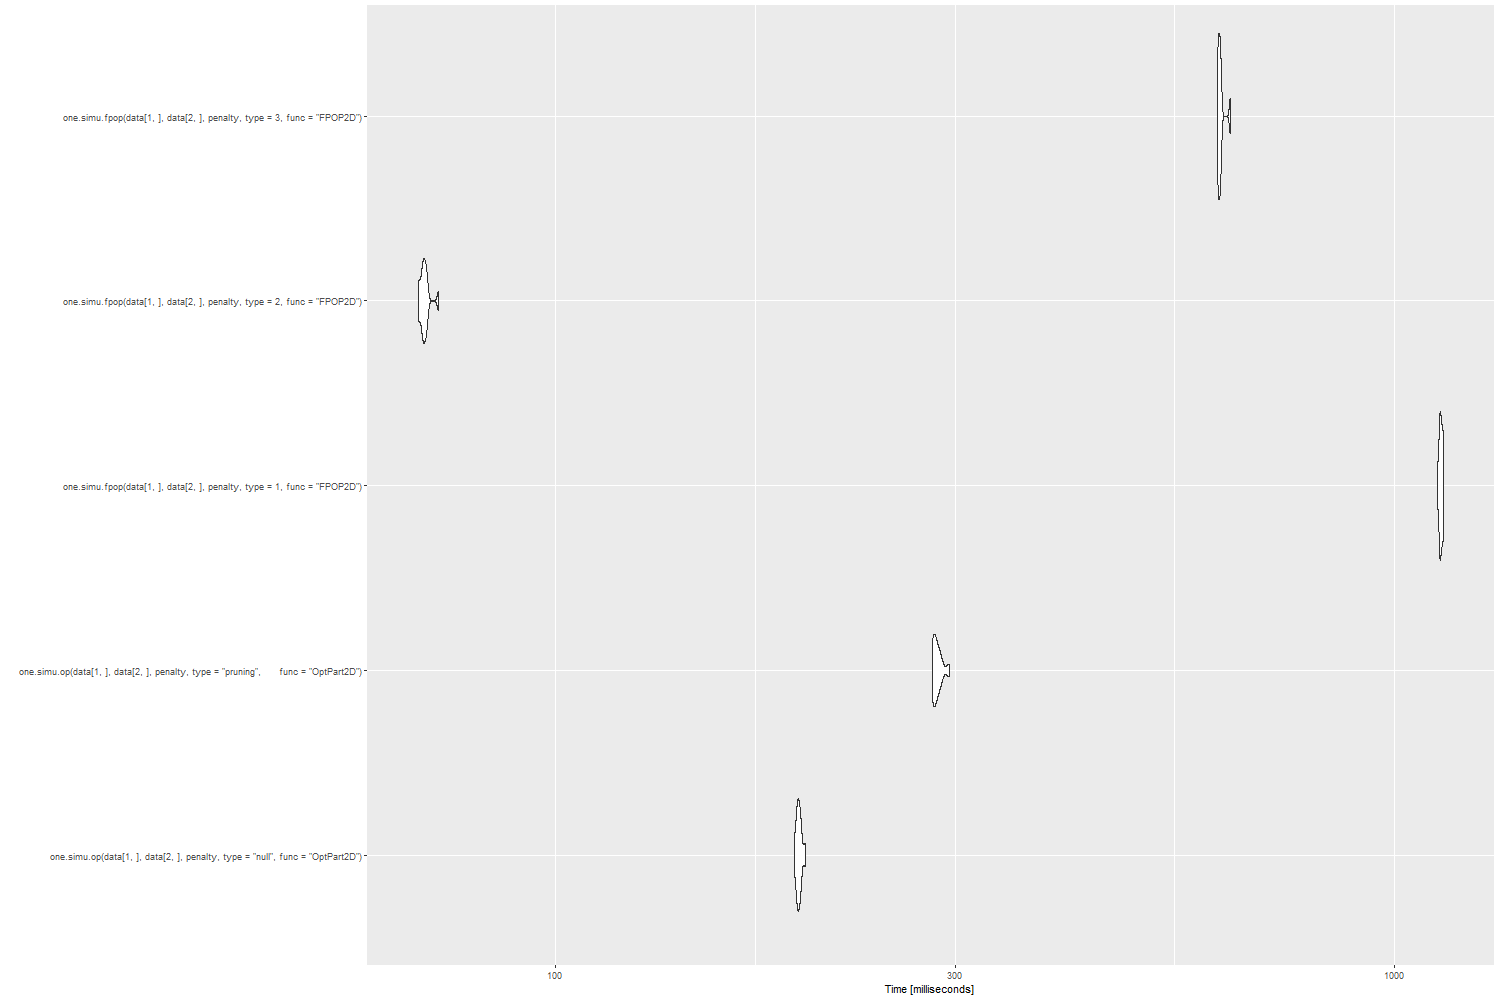 one.simu.fpop(data[1, ], data[2, ], penalty, type = 3, func = "FPOP2D")
one.simu.fpop(data[1, ], data[2, ], penalty, type = 2, func = "FPOP2D")
one.simu.fpop(data[1, ], data[2, ], penalty, type = 1, func = "FPOP2D")
one.simu.op(data[1, ], data[2, ], penalty, type = "pruning",      func = "OptPart2D")
one.simu.op(data[1, ], data[2, ], penalty, type = "null", func = "OptPart2D")
100 300 1000
Time [milliseconds]